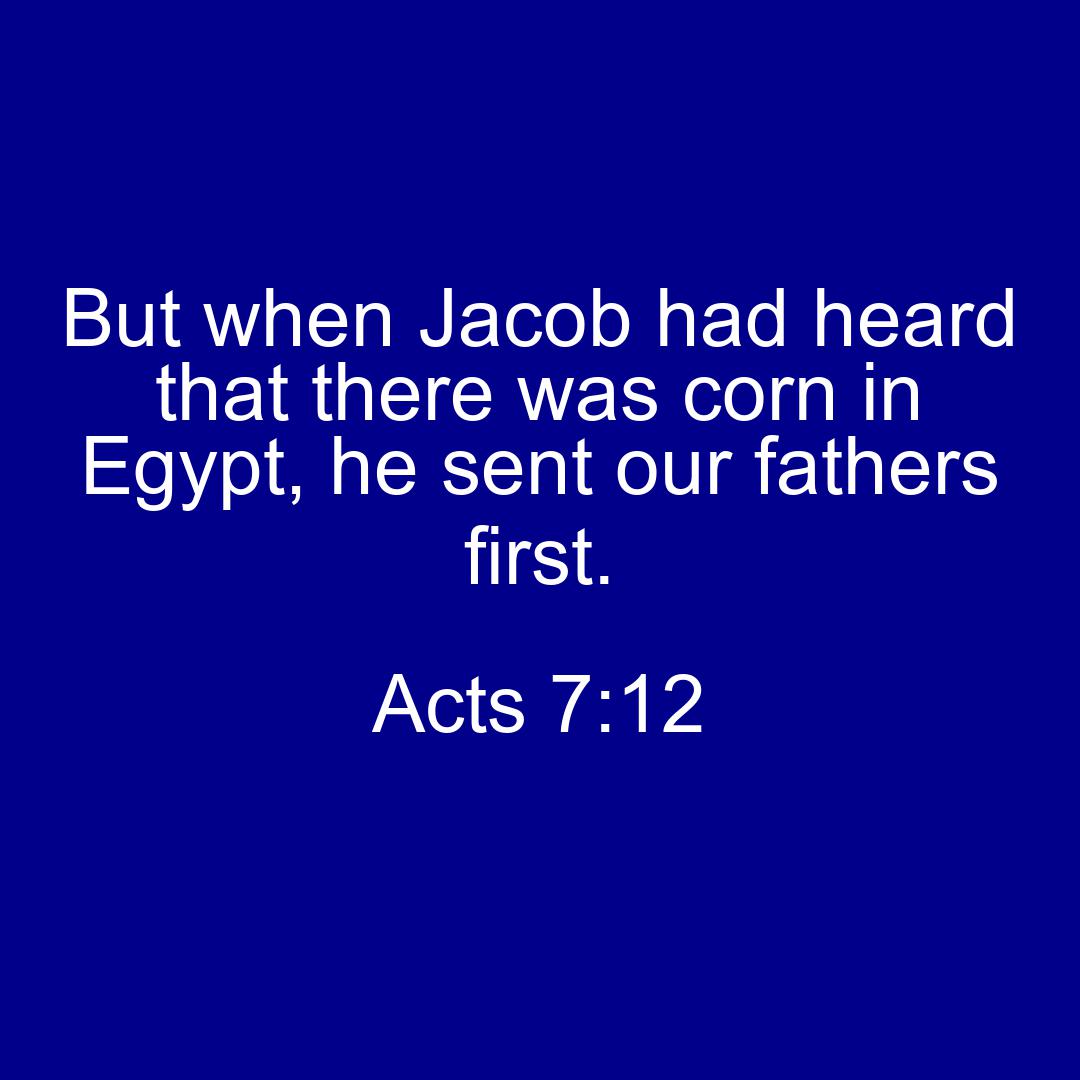 But when Jacob had heard
that there was corn in
Egypt, he sent our fathers
first.
Acts 7:12